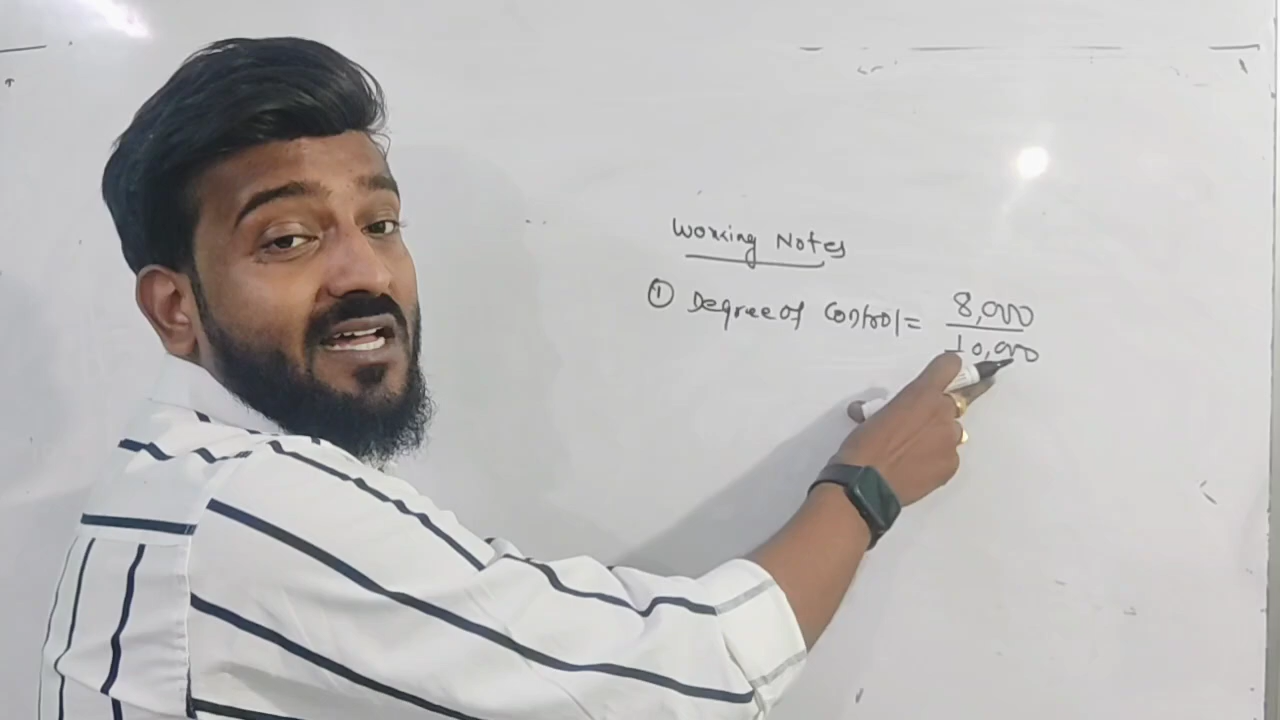 Working Notes
① Degree of Control = 8,000
10,000